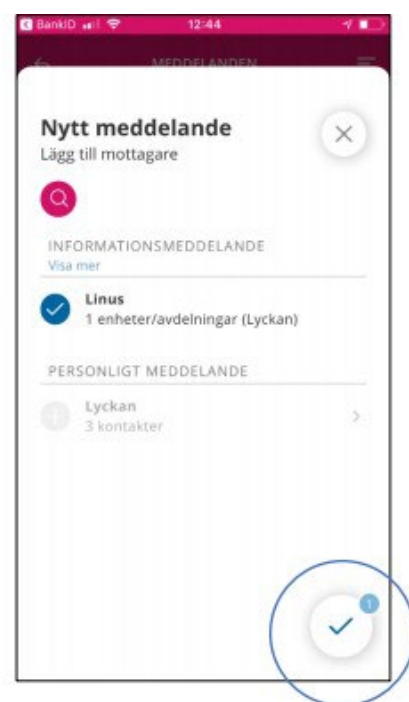 BankID 12:44
MEDDELANDEN
Nytt meddelande
Lägg till mottagare
INFORMATIONSMEDDELANDE
Visa mer
Linus
1 enheter/avdelningar (Lyckan)
PERSONLIGT MEDDELANDE
Lyckan
3 kontakter
1